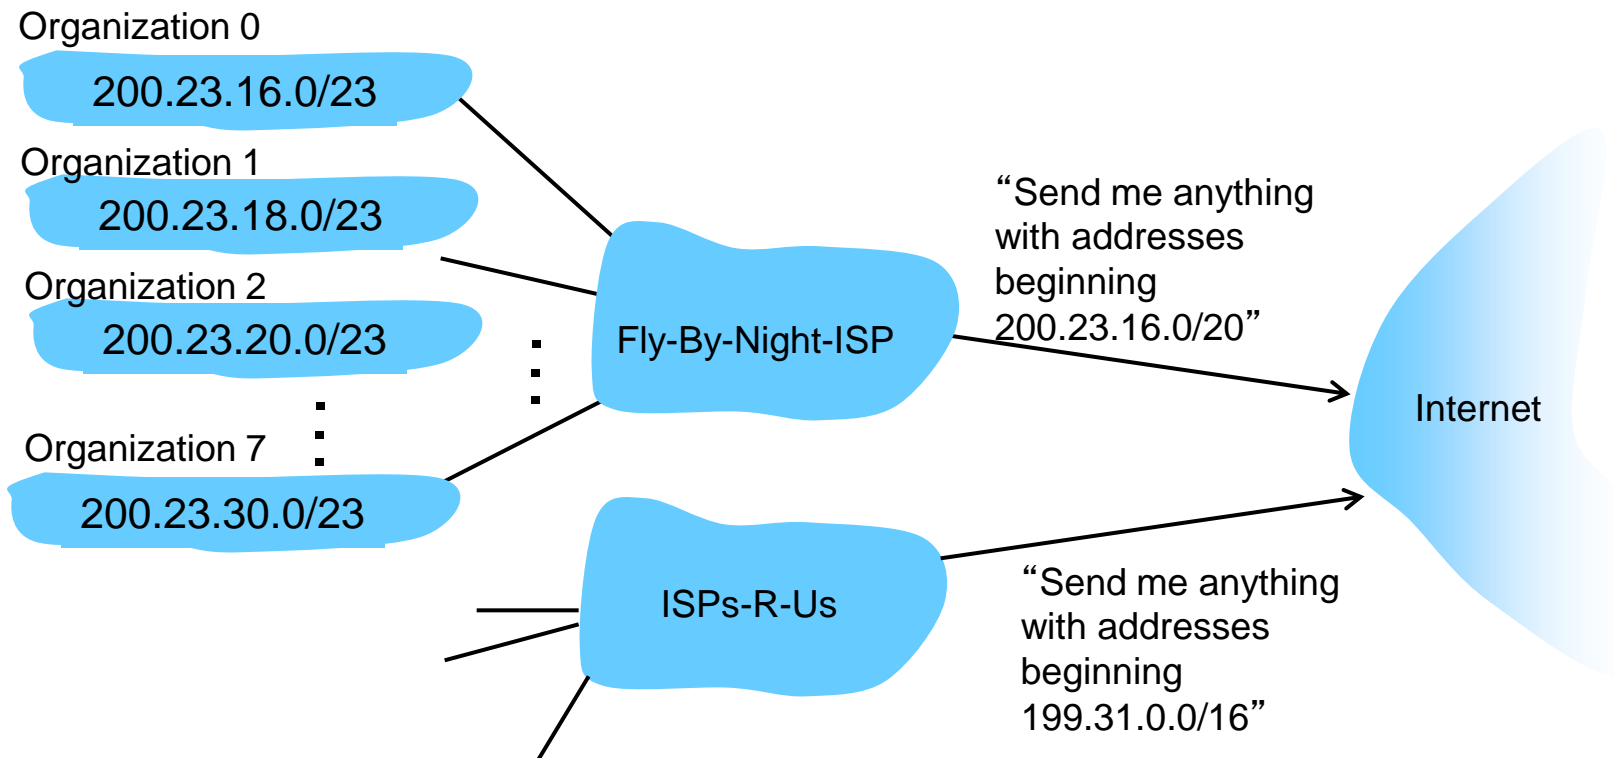 Organization 0
200.23.16.0/23
Organization 1
200.23.18.0/23
Organization 2
200.23.20.0/23
Organization 7
200.23.30.0/23
Fly-By-Night-ISP
“Send me anything
with addresses
beginning
200.23.16.0/20”
Internet
ISPs-R-Us
“Send me anything
with addresses
beginning
199.31.0.0/16”